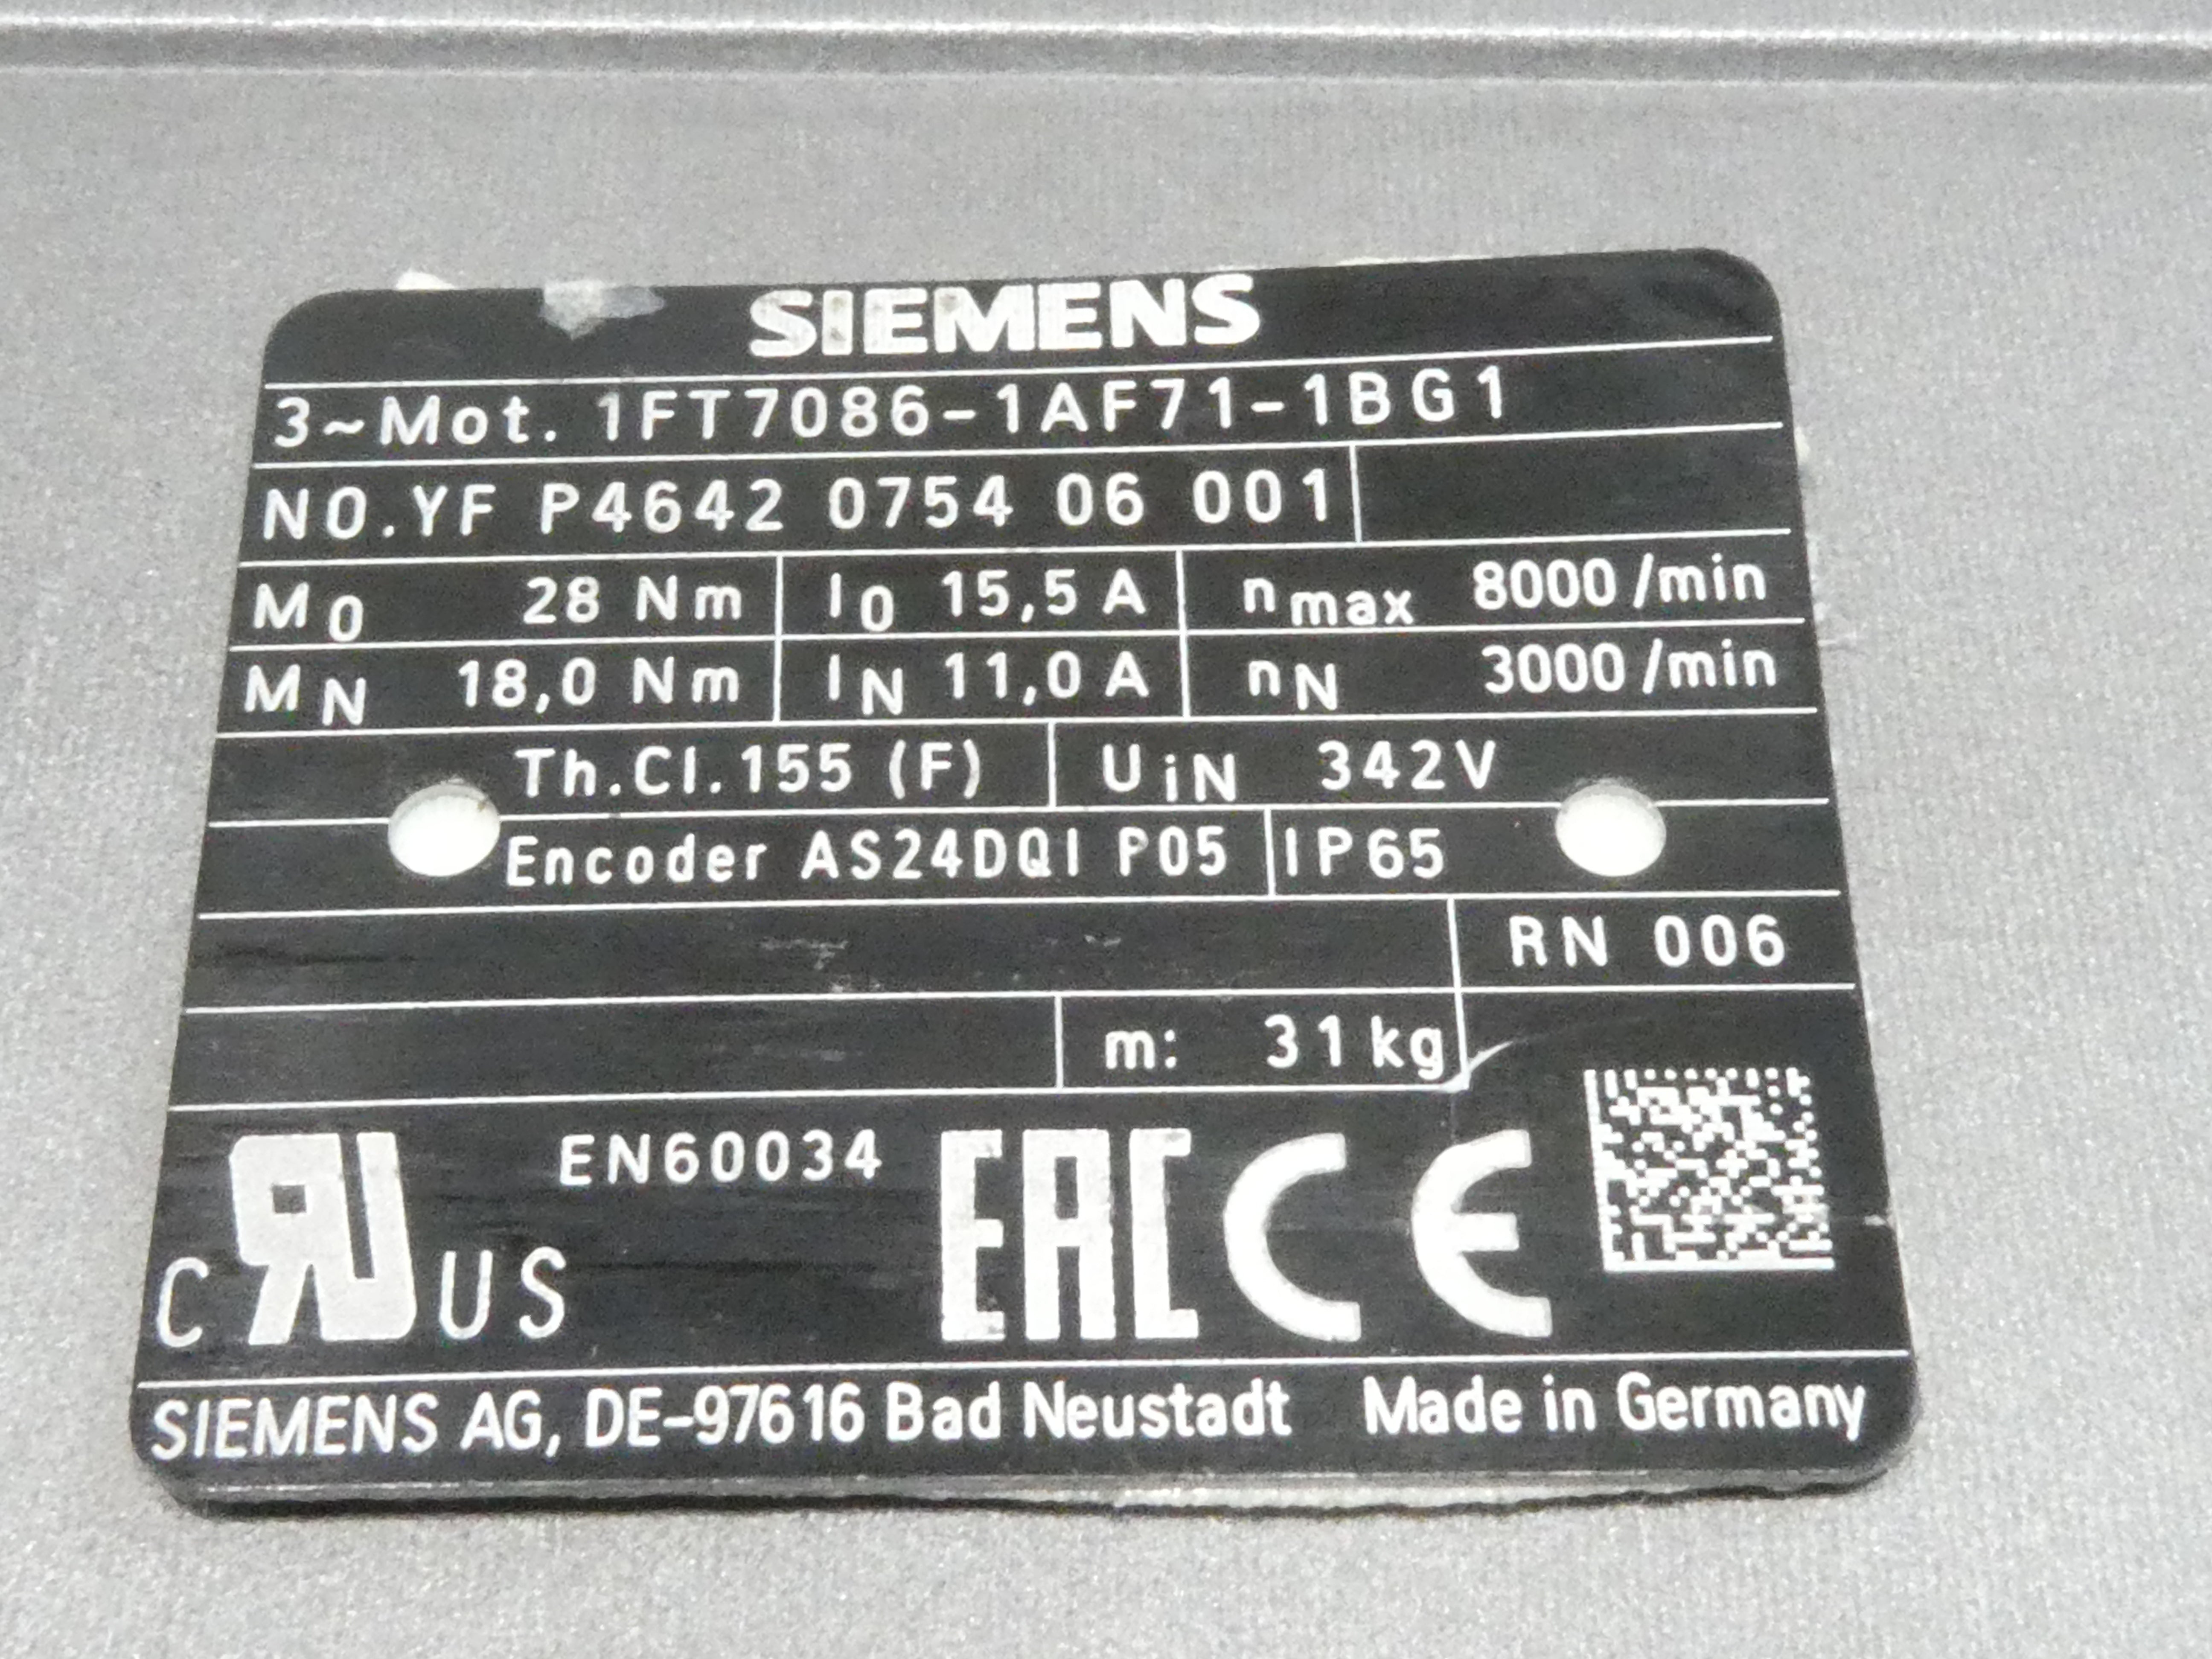 SIEMENS
3~Mot. 1FT7086-1AF71-1BG1
NO.YF P4642 0754 06 001
M0 28 Nm I0 15,5 A nmax 8000 /min
MN 18,0 Nm IN 11,0 A nN 3000 /min
Th.Cl.155 (F) UiN 342V
Encoder AS24DQI P05 IP65
RN 006
m: 31 kg
C RU US EN60034 EAC CE
SIEMENS AG, DE-97616 Bad Neustadt Made in Germany